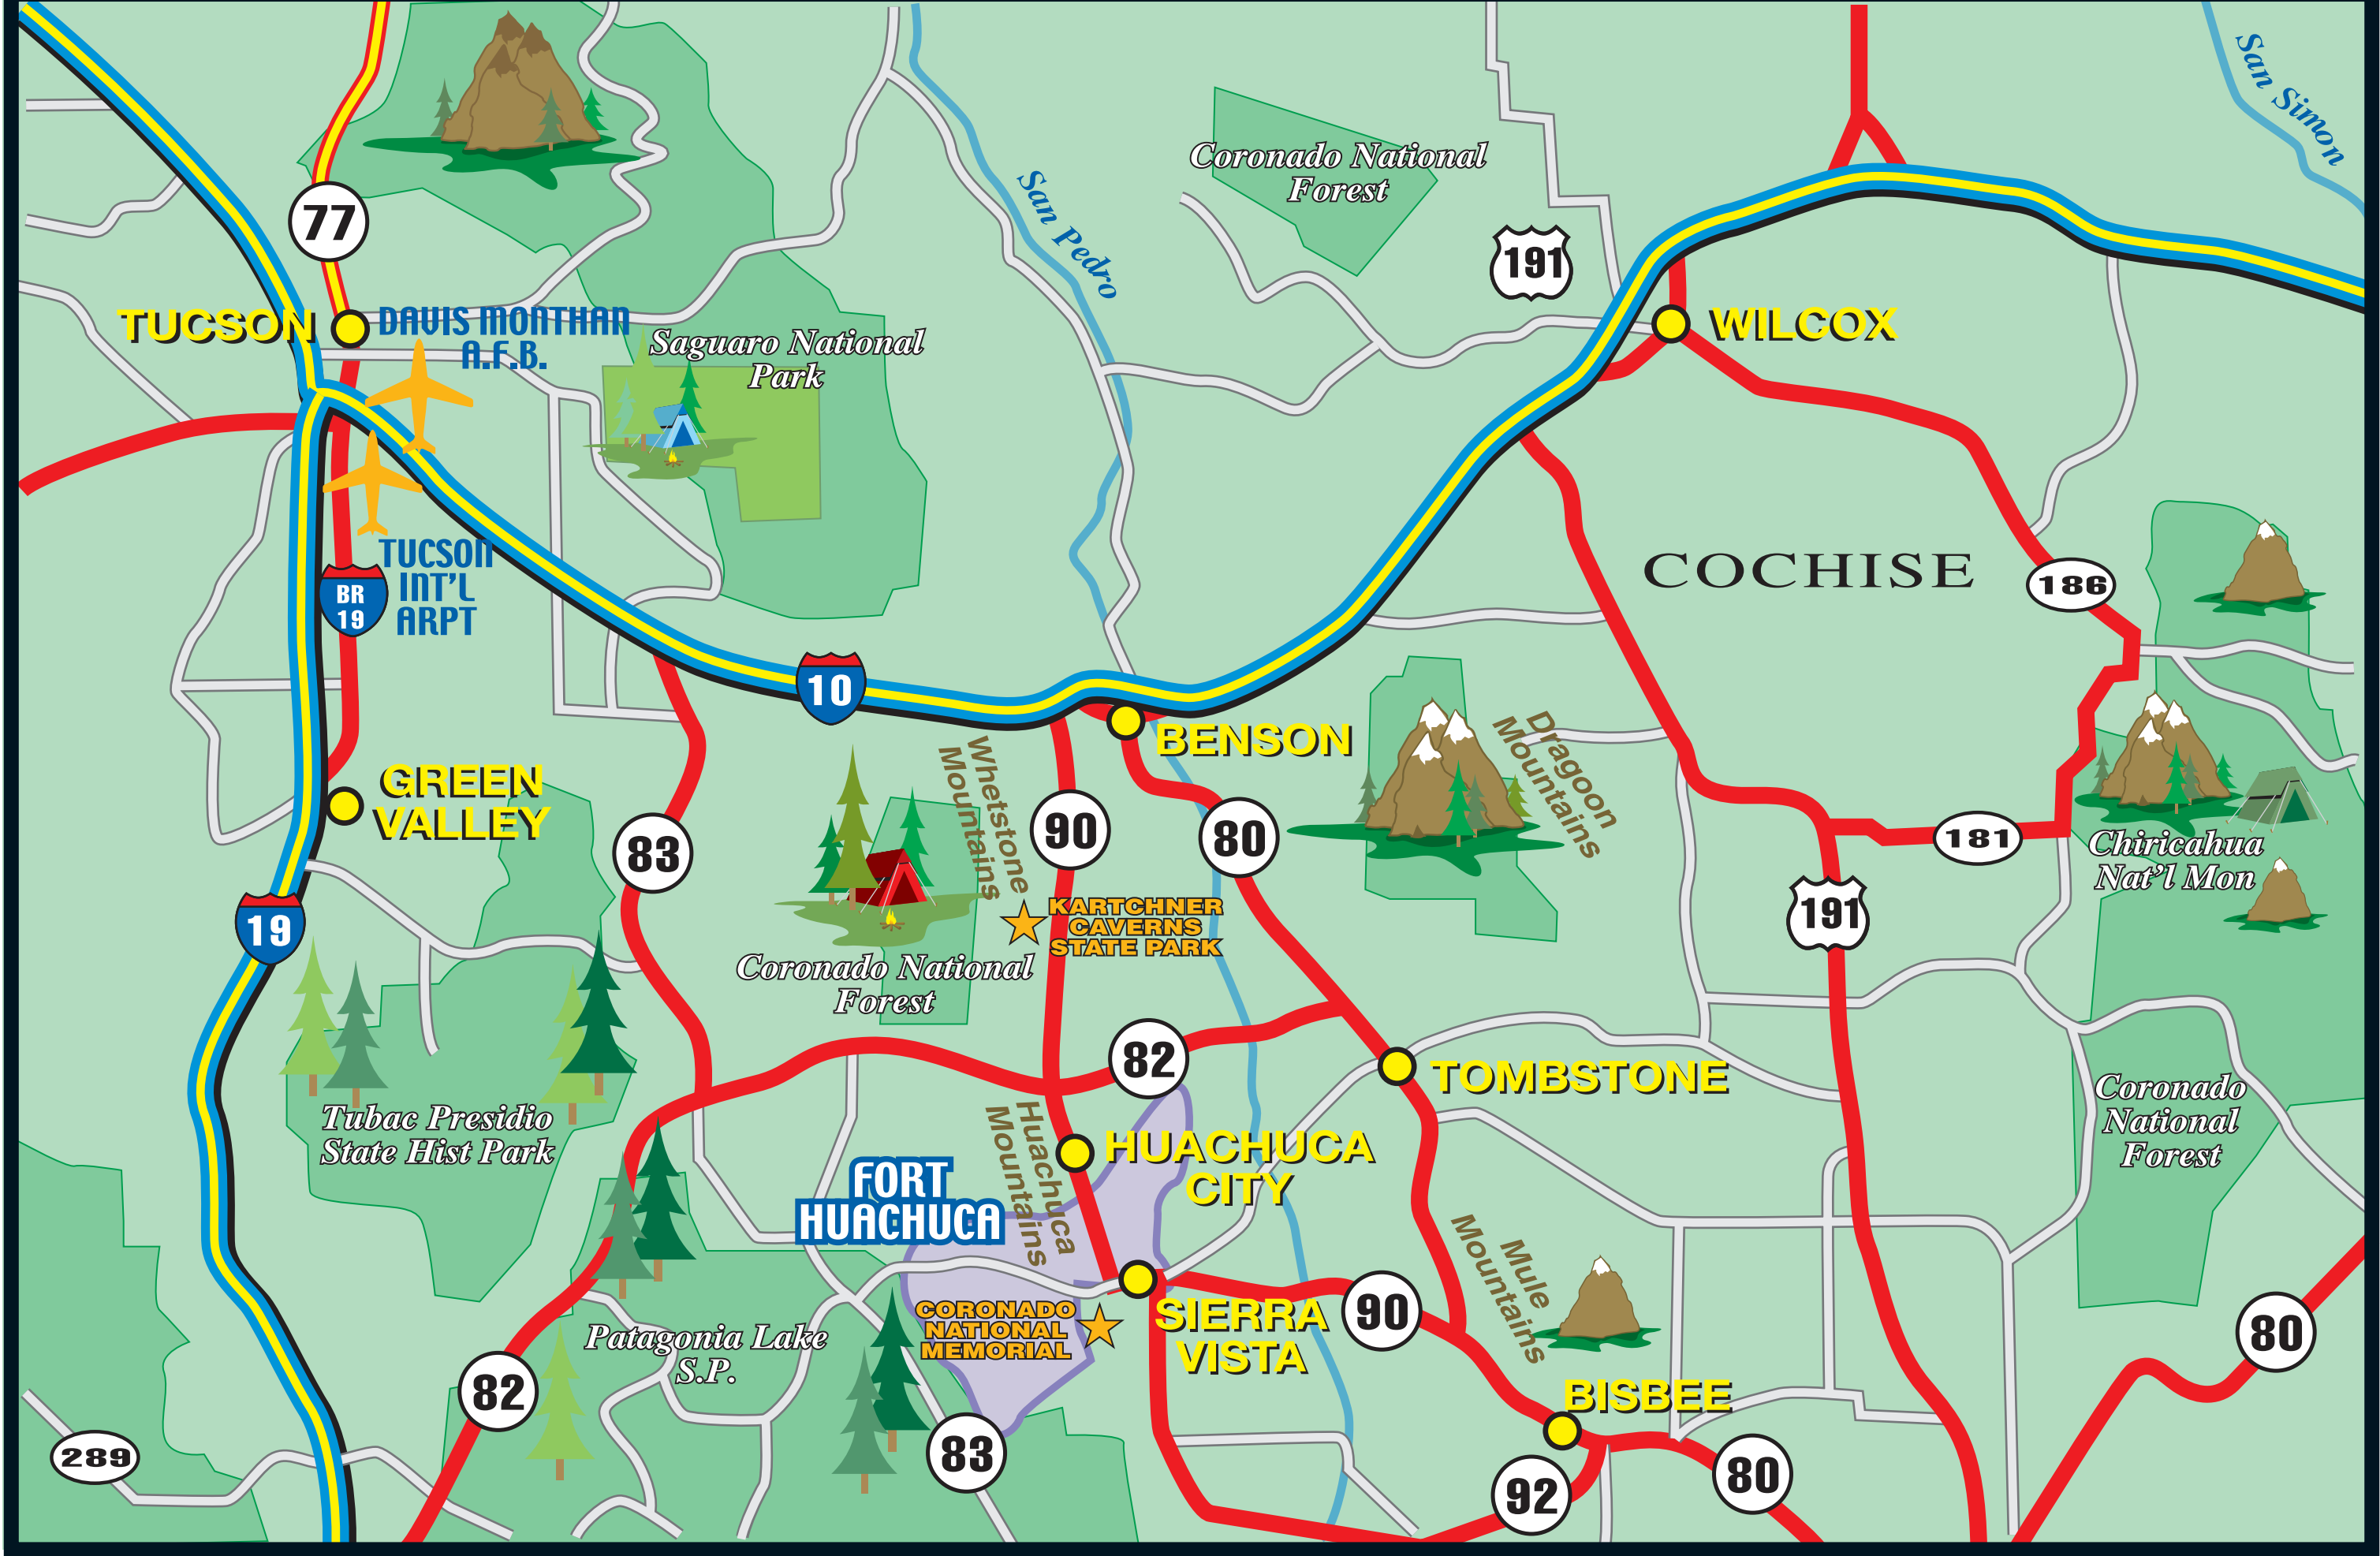 San Simon
Coronado National
Forest
San Pedro
77
191
TUCSON
DAVIS MONTHAN
A.F.B.
WILCOX
Saguaro National
Park
TUCSON
INT'L
ARPT
BR
19
COCHISE
186
10
BENSON
GREEN
VALLEY
Whetstone
Mountains
Dragoon
Mountains
83
90
80
181
Chiricahua
Nat'l Mon
19
KARTCHNER
CAVERNS
STATE PARK
191
Coronado National
Forest
82
TOMBSTONE
Tubac Presidio
State Hist Park
Coronado
National
Forest
Huachuca
Mountains
HUACHUCA
CITY
FORT
HUACHUCA
Mule
Mountains
CORONADO
NATIONAL
MEMORIAL
SIERRA
VISTA
90
80
Patagonia Lake
S.P.
82
BISBEE
289
83
92
80